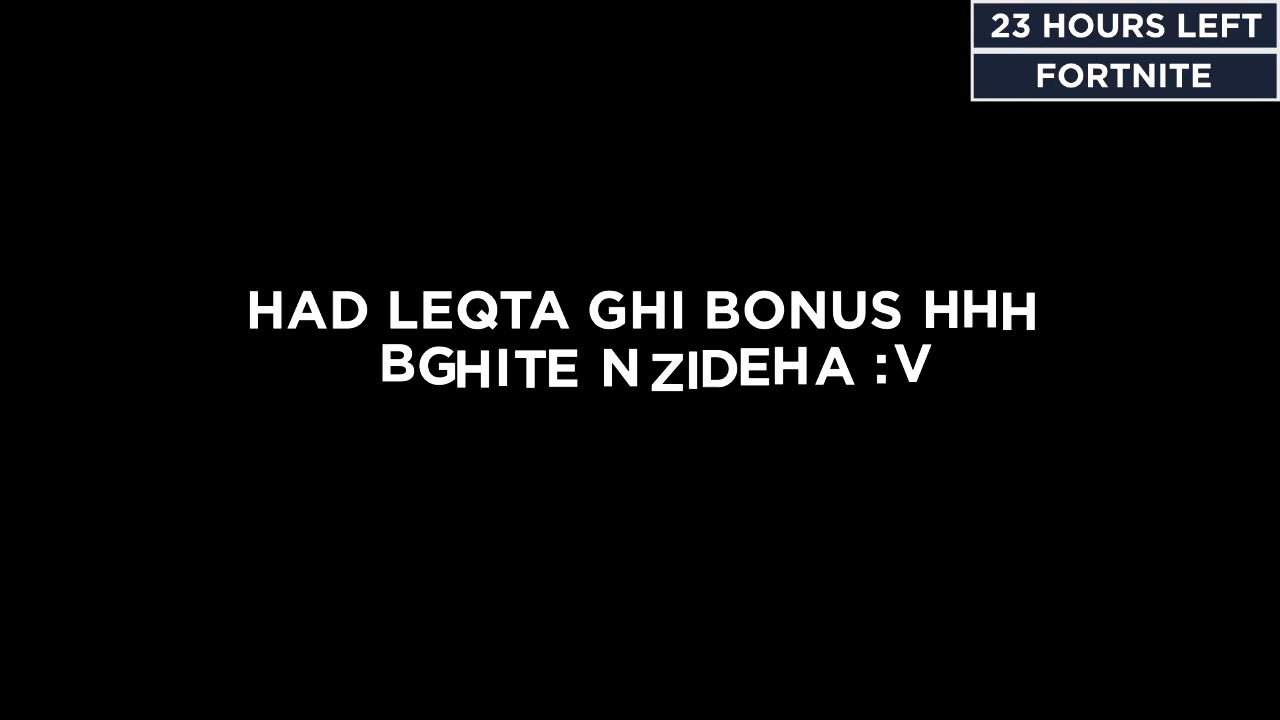 23 HOURS LEFT
FORTNITE
HAD LEQTA GHI BONUS HHH
BGHITE N ZIDEHA :V